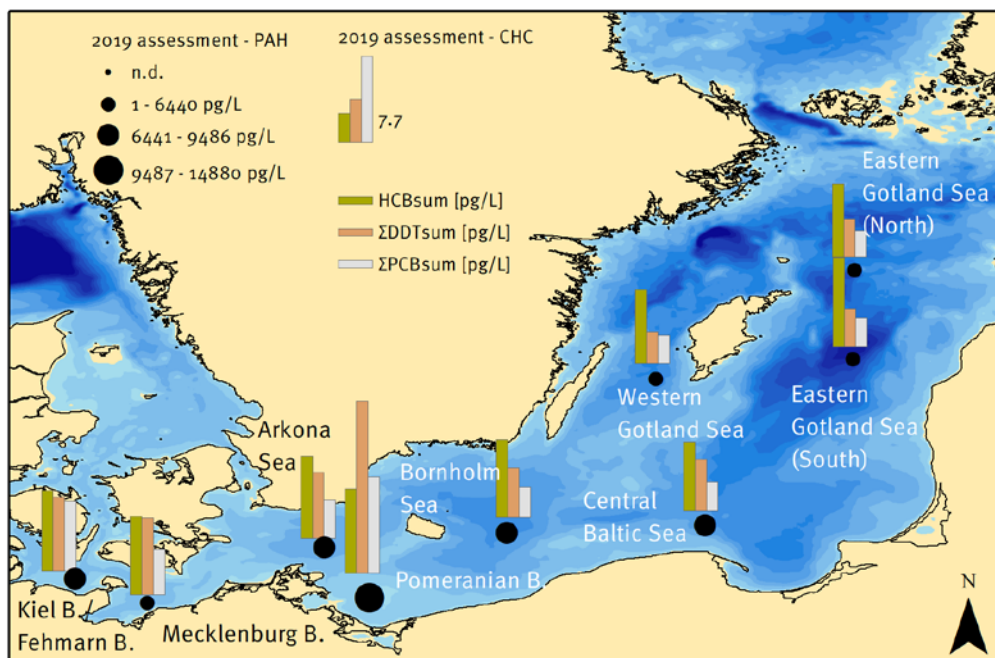 2019 assessment - PAH
n.d.
1 - 6440 pg/L
6441 - 9486 pg/L
9487 - 14880 pg/L
2019 assessment - CHC
7.7
HCBsum [pg/L]
ΣDDTsum [pg/L]
ΣPCBsum [pg/L]
Eastern
Gotland Sea
(North)
Western
Gotland Sea
Eastern
Gotland Sea
(South)
Arkona
Sea
Bornholm
Sea
Central
Baltic Sea
Pomeranian B.
Kiel B./
Fehmarn B.
Mecklenburg B.
N